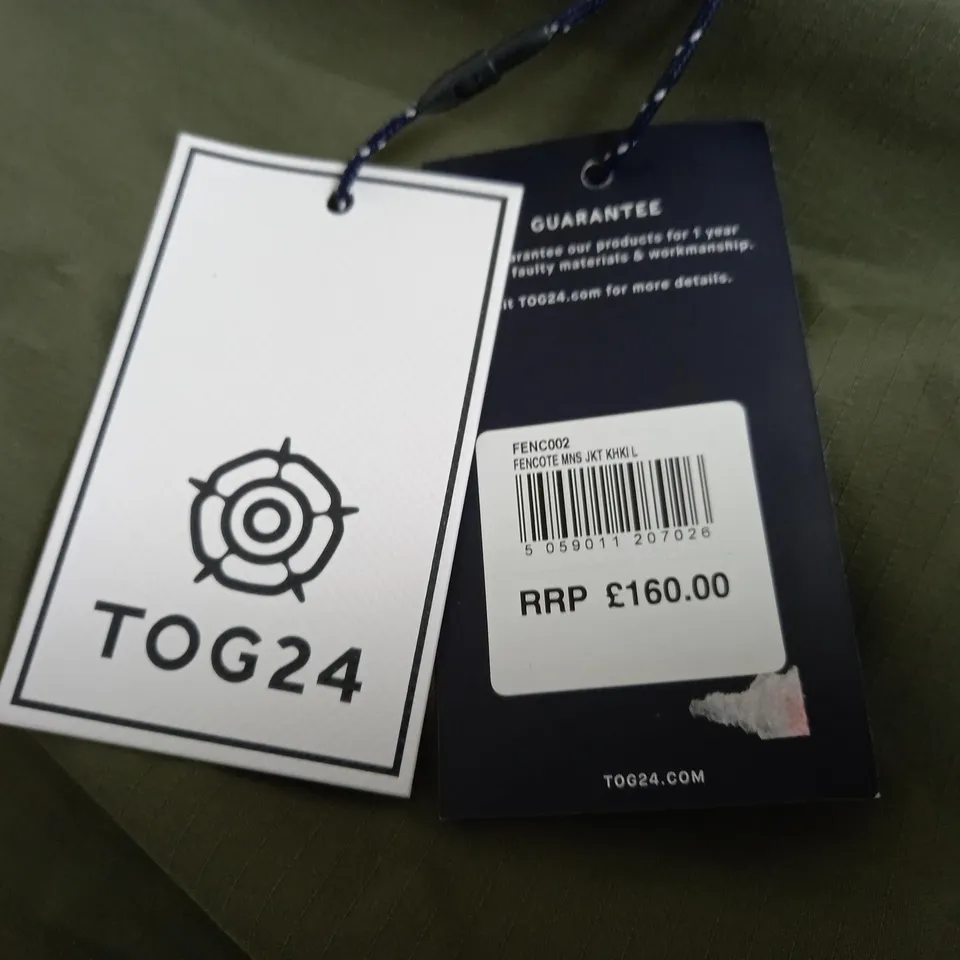 TOG24
GUARANTEE
our products for 1 year
faulty materials & workmanship.
TOG24.com for more details.
FENC002
FENCOTE MNS JKT KHKI L
5 059011 207026
RRP £160.00
TOG24.COM